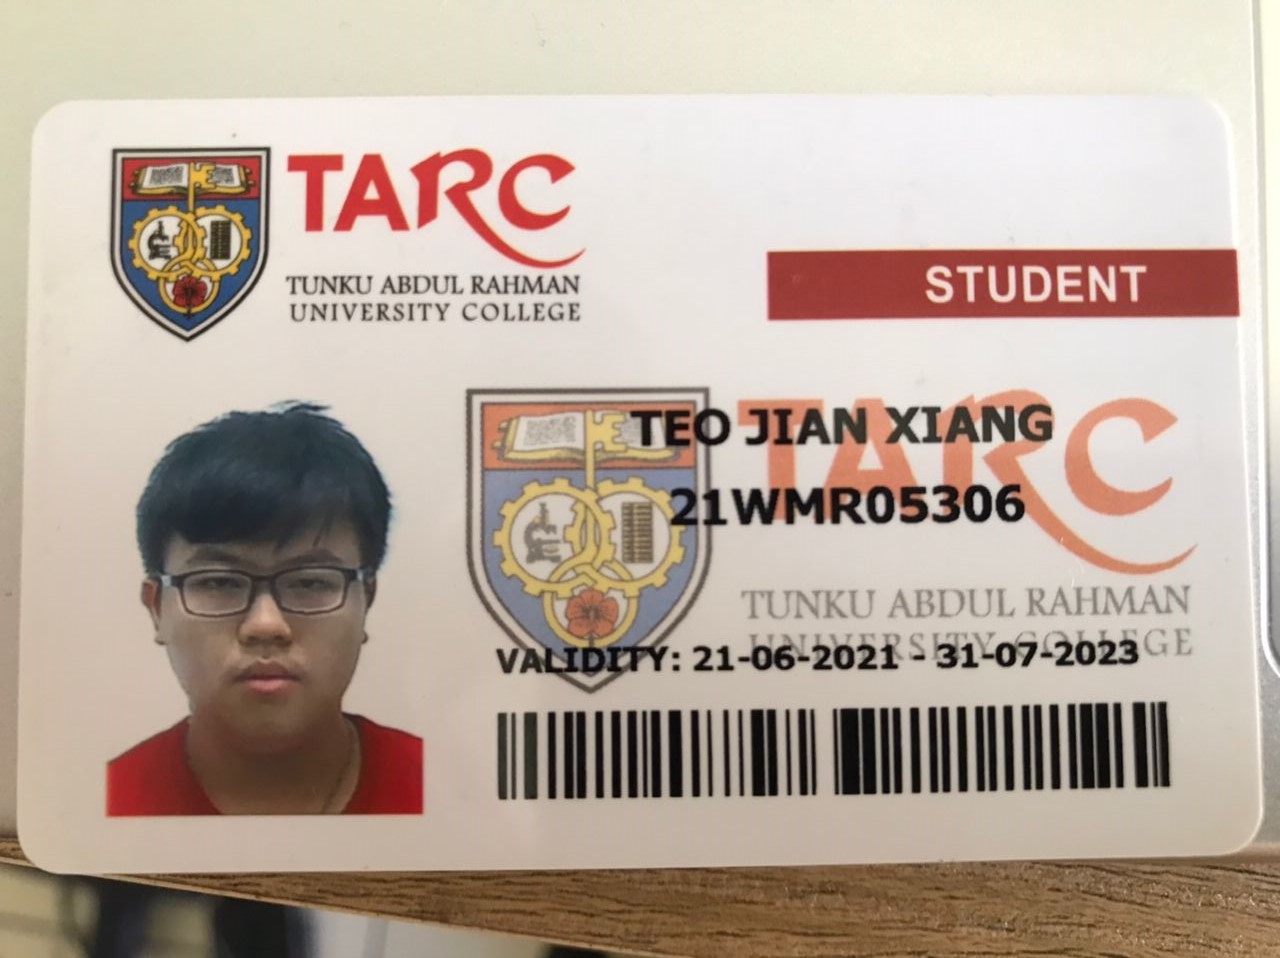 TARC
TUNKU ABDUL RAHMAN
UNIVERSITY COLLEGE
STUDENT
TARC
TEO JIAN XIANG
21WMR05306
TUNKU ABDUL RAHMAN
UNIVERSITY COLLEGE
VALIDITY: 21-06-2021 - 31-07-2023